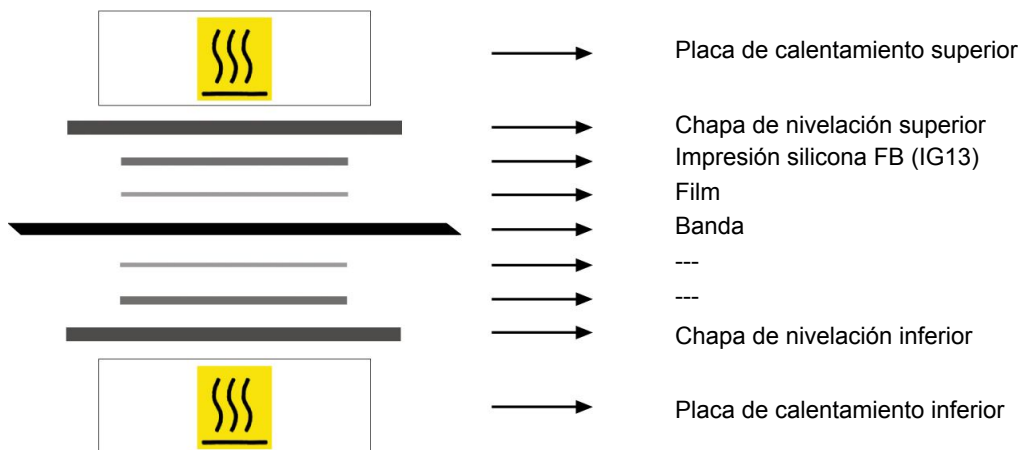 Placa de calentamiento superior
Chapa de nivelación superior
Impresión silicona FB (IG13)
Film
Banda
---
---
Chapa de nivelación inferior
Placa de calentamiento inferior